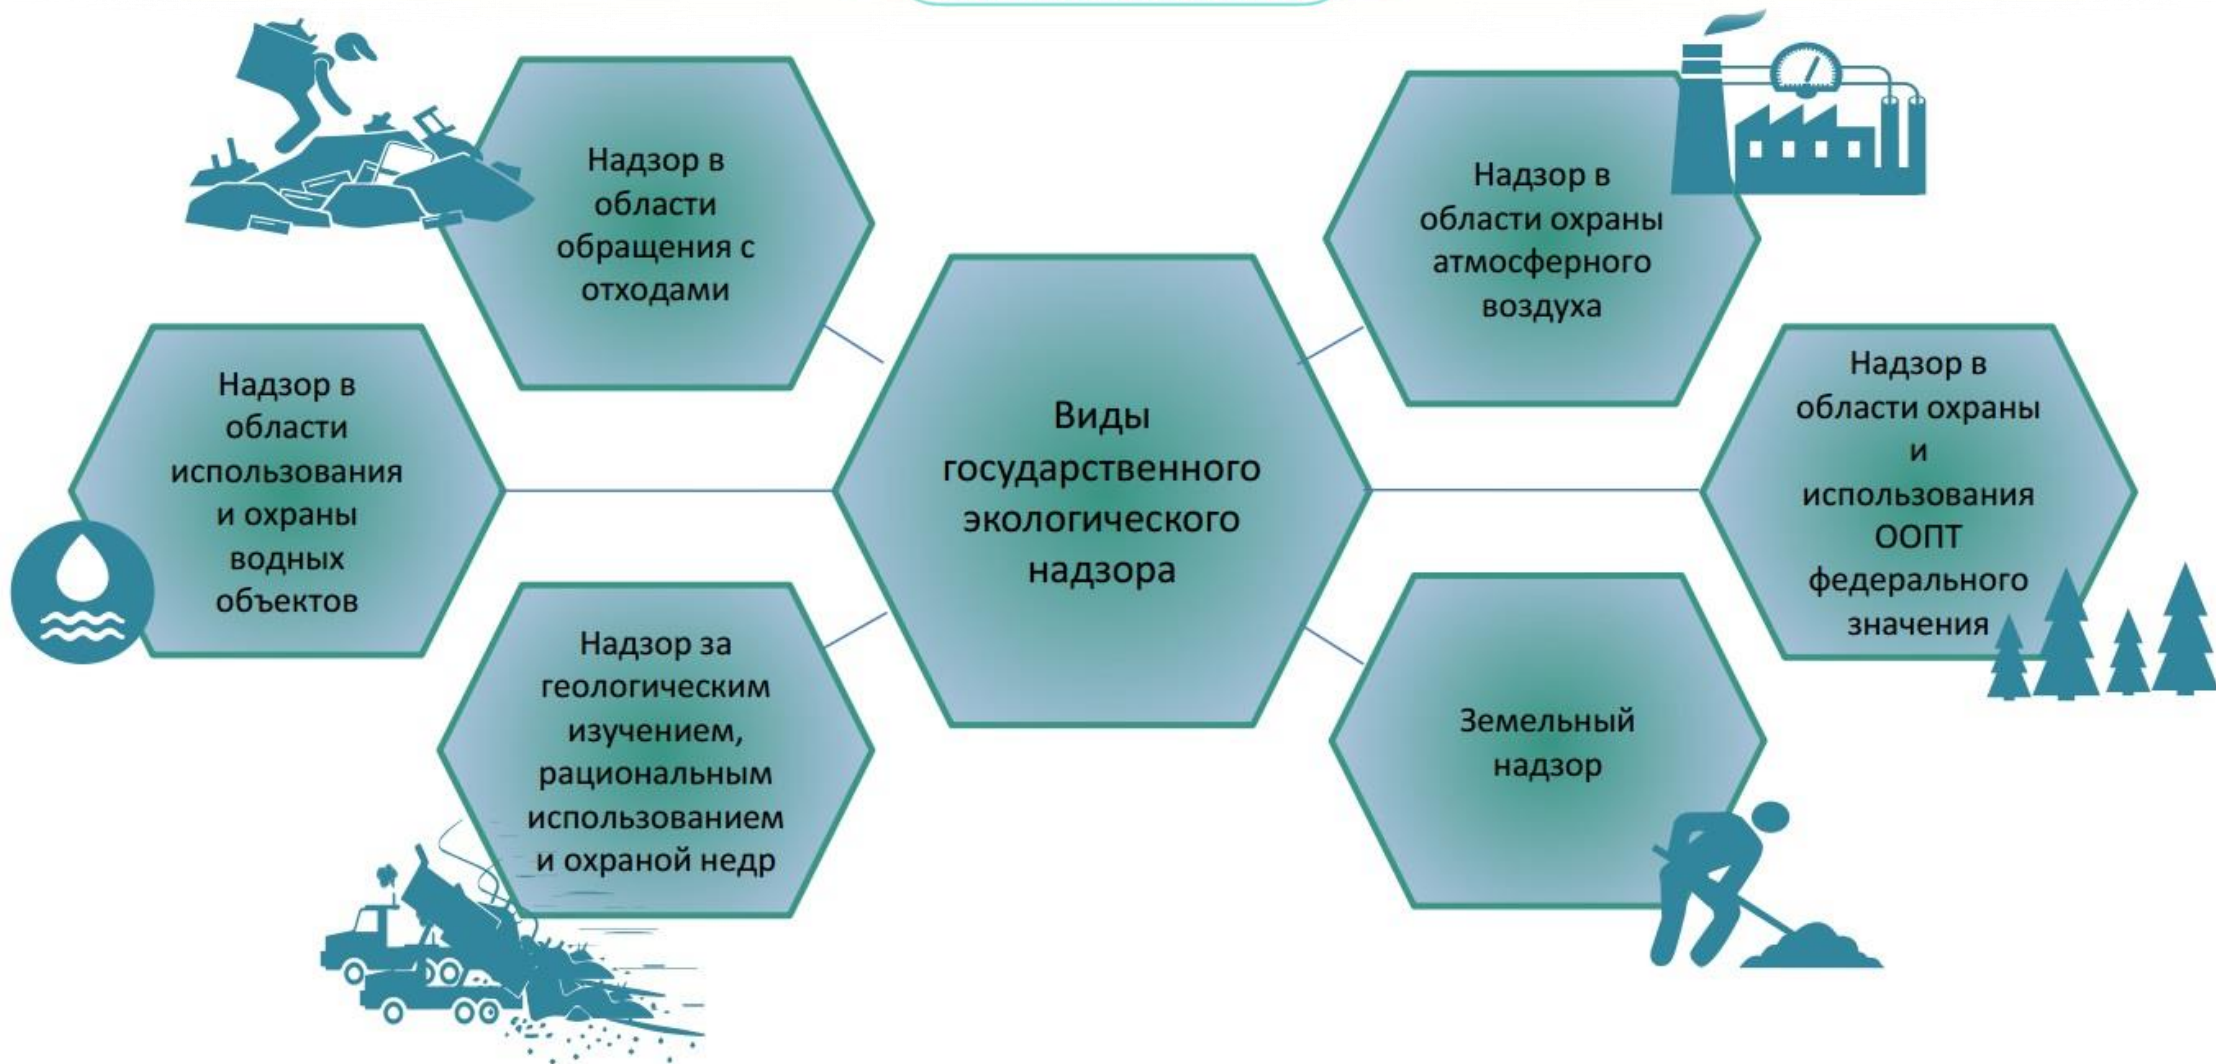 Надзор в
области
обращения с
отходами
Надзор в
области охраны
атмосферного
воздуха
Надзор в
области
использования
и охраны
водных
объектов
Виды
государственного
экологического
надзора
Надзор в
области охраны
и
использования
ООПТ
федерального
значения
Надзор за
геологическим
изучением,
рациональным
использованием
и охраной недр
Земельный
надзор